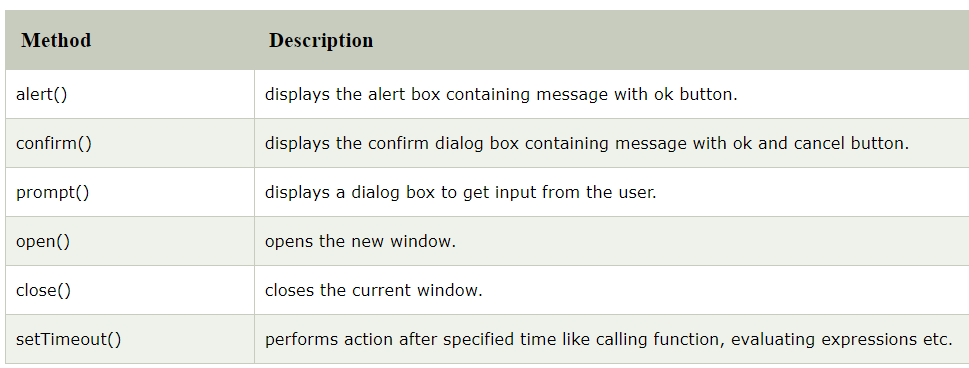 Method Description
alert() displays the alert box containing message with ok button.
confirm() displays the confirm dialog box containing message with ok and cancel button.
prompt() displays a dialog box to get input from the user.
open() opens the new window.
close() closes the current window.
setTimeout() performs action after specified time like calling function, evaluating expressions etc.